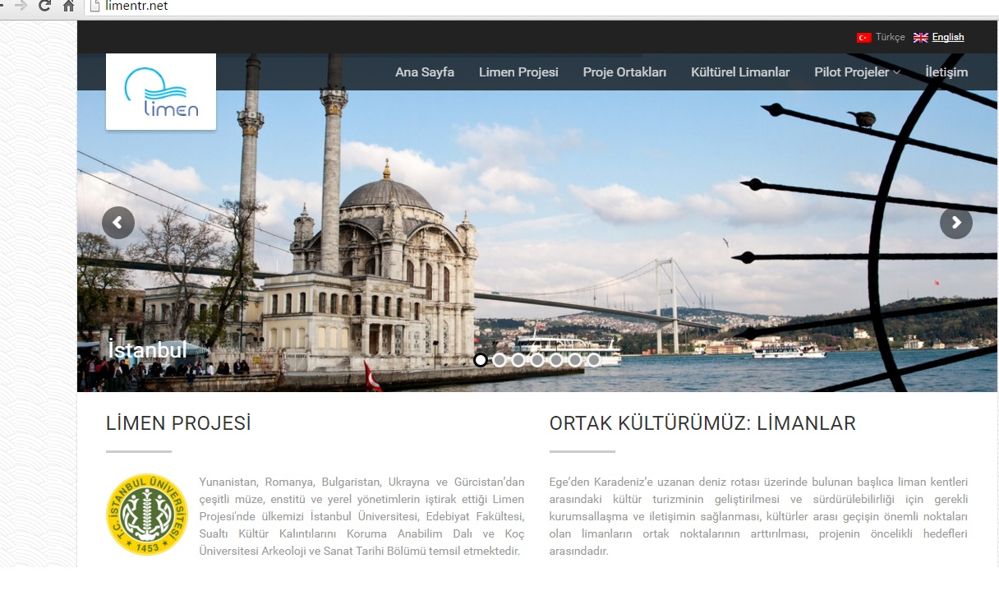 limentr.net
Türkçe English
limen
Ana Sayfa Limen Projesi Proje Ortakları Kültürel Limanlar Pilot Projeler İletişim
İstanbul
LİMEN PROJESİ
T.C. İSTANBUL ÜNİVERSİTESİ
1453
Yunanistan, Romanya, Bulgaristan, Ukrayna ve Gürcistan’dan
çeşitli müze, enstitü ve yerel yönetimlerin iştirak ettiği Limen
Projesi'nde ülkemizi İstanbul Üniversitesi, Edebiyat Fakültesi,
Sualtı Kültür Kalıntılarını Koruma Anabilim Dalı ve Koç
Üniversitesi Arkeoloji ve Sanat Tarihi Bölümü temsil etmektedir.
ORTAK KÜLTÜRÜMÜZ: LİMANLAR
Ege’den Karadeniz’e uzanan deniz rotası üzerinde bulunan başlıca liman kentleri
arasındaki kültür turizminin geliştirilmesi ve sürdürülebilirliği için gerekli
kurumsallaşma ve iletişimin sağlanması, kültürler arası geçişin önemli noktaları
olan limanların ortak noktalarının arttırılması, projenin öncelikli hedefleri
arasındadır.